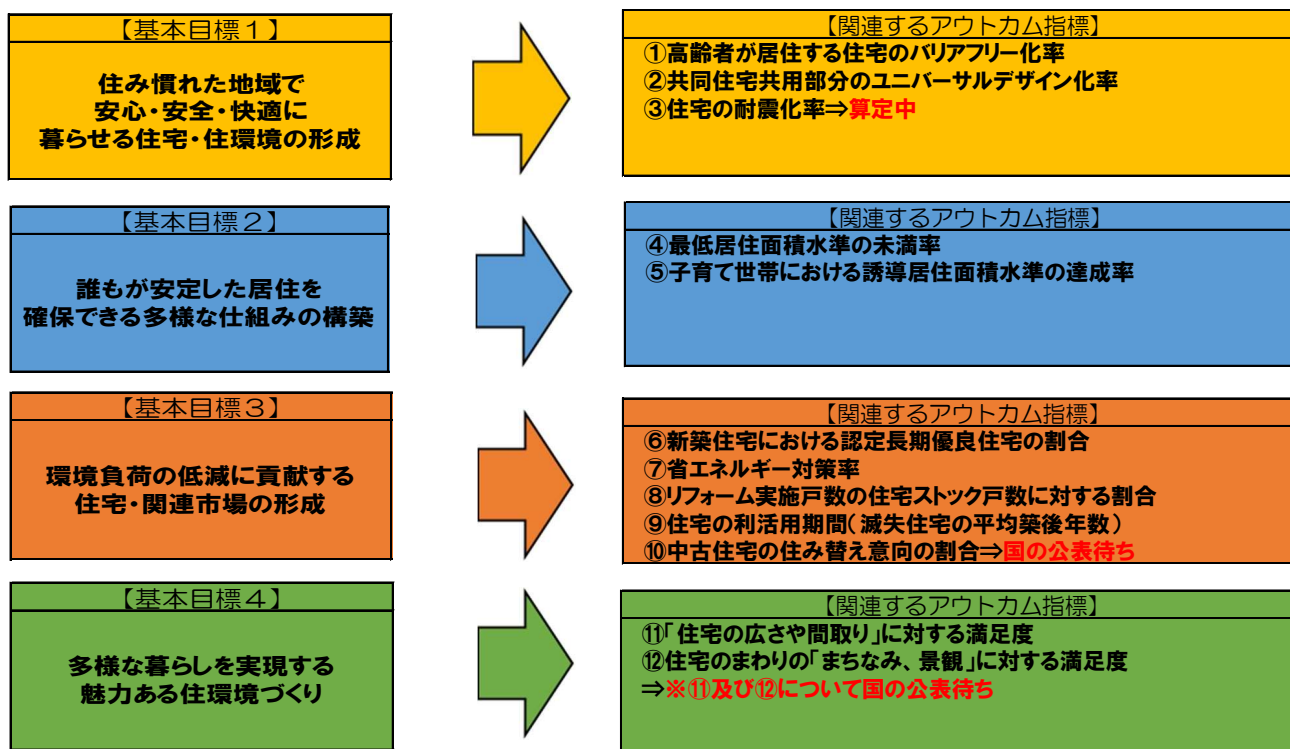 【基本目標1】
住み慣れた地域で
安心・安全・快適に
暮らせる住宅・住環境の形成
【関連するアウトカム指標】
①高齢者が居住する住宅のバリアフリー化率
②共同住宅共用部分のユニバーサルデザイン化率
③住宅の耐震化率⇒算定中
【基本目標2】
誰もが安定した居住を
確保できる多様な仕組みの構築
【関連するアウトカム指標】
④最低居住面積水準の未満率
⑤子育て世帯における誘導居住面積水準の達成率
【基本目標3】
環境負荷の低減に貢献する
住宅・関連市場の形成
【関連するアウトカム指標】
⑥新築住宅における認定長期優良住宅の割合
⑦省エネルギー対策率
⑧リフォーム実施戸数の住宅ストック戸数に対する割合
⑨住宅の利活用期間（滅失住宅の平均築後年数）
⑩中古住宅の住み替え意向の割合⇒国の公表待ち
【基本目標4】
多様な暮らしを実現する
魅力ある住環境づくり
【関連するアウトカム指標】
⑪「住宅の広さや間取り」に対する満足度
⑫住宅のまわりの「まちなみ、景観」に対する満足度
⇒※⑪及び⑫について国の公表待ち